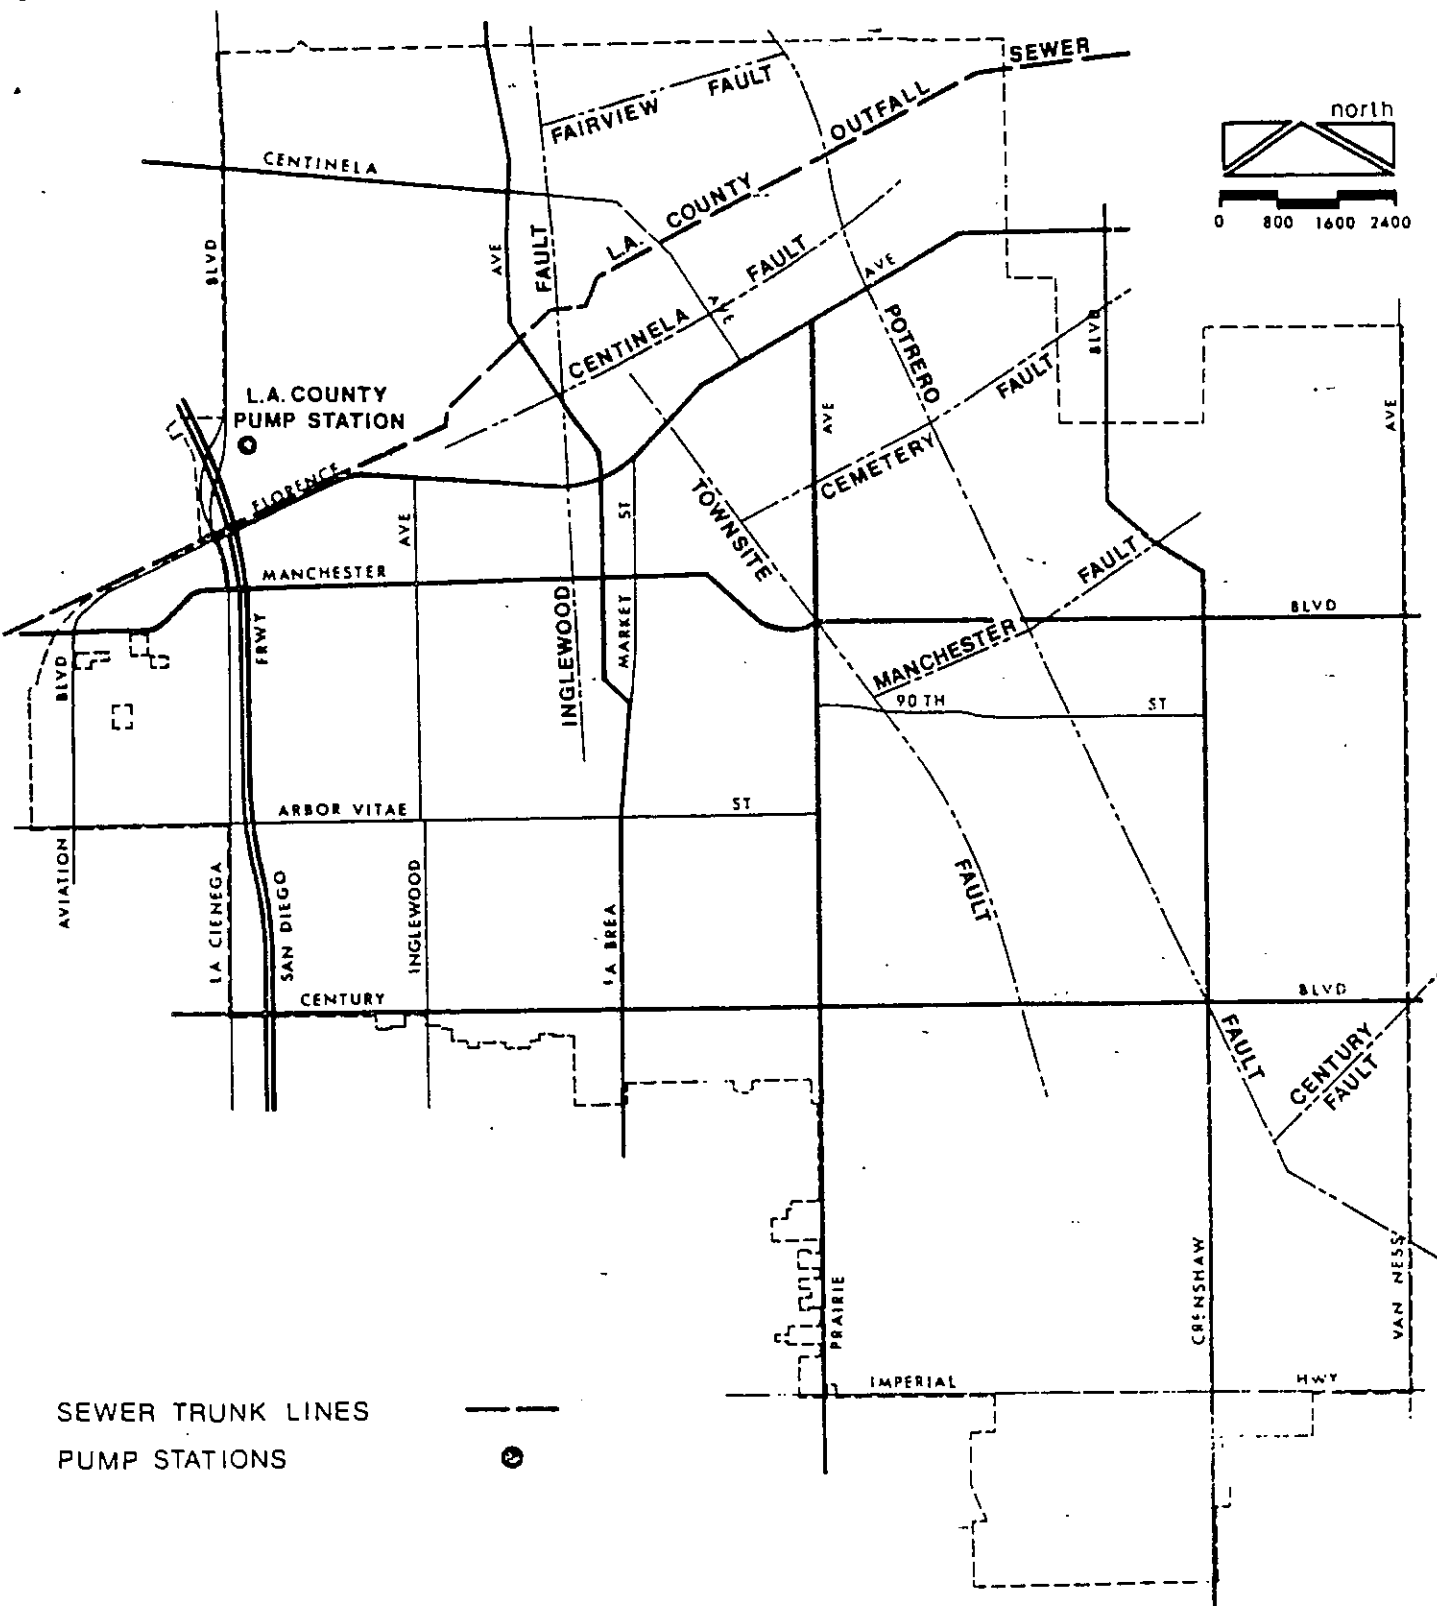 SEWER
north
FAIRVIEW FAULT
OUTFALL
CENTINELA
COUNTY
L.A.
0 800 1600 2400
BLVD
AVE
FAULT
FAULT
AVE
AVE
CENTINELA
POTRERO
BLVD
FAULT
L.A. COUNTY
PUMP STATION
AVE
AVE
CEMETERY
FLORENCE
TOWNSITE
ST
AVE
FAULT
MANCHESTER
BLVD
INGLEWOOD
MARKET
FRWY
BLVD
MANCHESTER
90 TH ST
ARBOR VITAE ST
AVIATION
LA CIENEGA
SAN DIEGO
INGLEWOOD
LA BREA
FAULT
CENTURY
BLVD
FAULT
CENTURY
FAULT
PRAIRIE
CRENSHAW
VAN NESS
IMPERIAL
HWY
SEWER TRUNK LINES
PUMP STATIONS